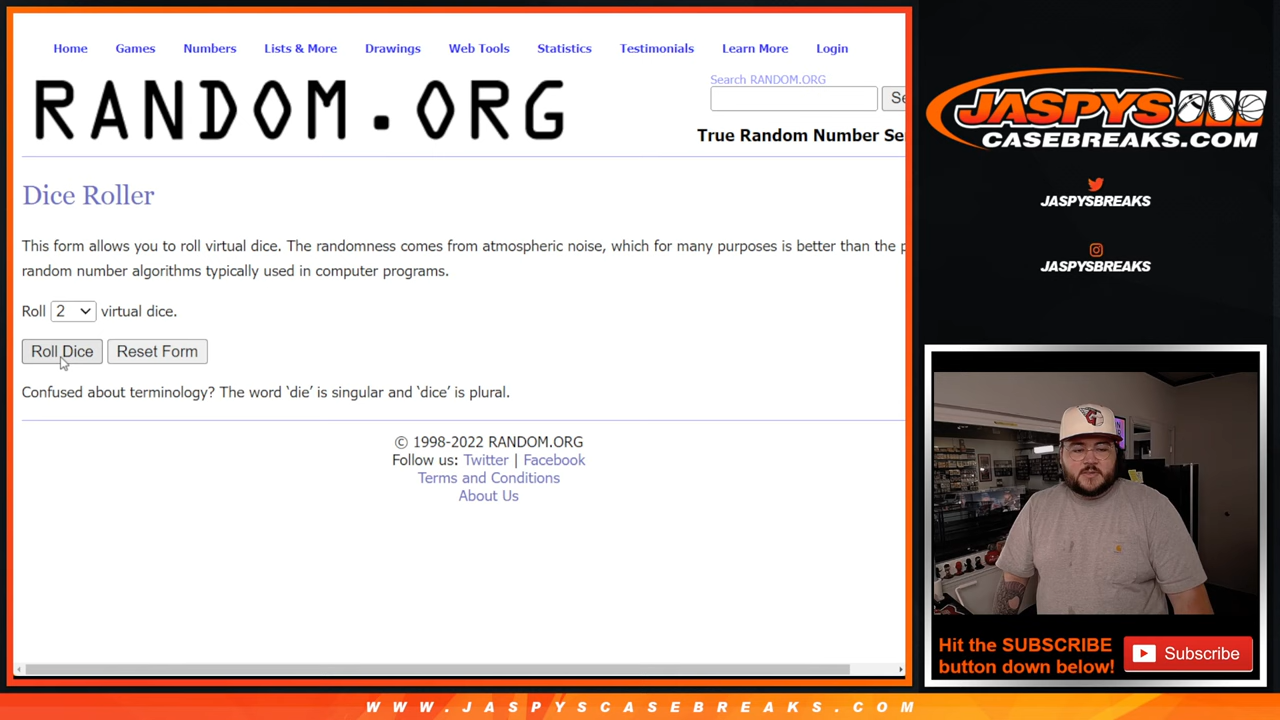 Home Games Numbers Lists & More Drawings Web Tools Statistics Testimonials Learn More Login
RANDOM.ORG
Search RANDOM.ORG
Se
True Random Number Se
Dice Roller
This form allows you to roll virtual dice. The randomness comes from atmospheric noise, which for many purposes is better than the p
random number algorithms typically used in computer programs.
Roll 2 virtual dice.
Roll Dice Reset Form
Confused about terminology? The word ‘die’ is singular and ‘dice’ is plural.
© 1998-2022 RANDOM.ORG
Follow us: Twitter | Facebook
Terms and Conditions
About Us
JASPYS
CASEBREAKS.COM
JASPYSBREAKS
JASPYSBREAKS
Hit the SUBSCRIBE
button down below!
Subscribe
WWW.JASPYSCASEBREAKS.COM